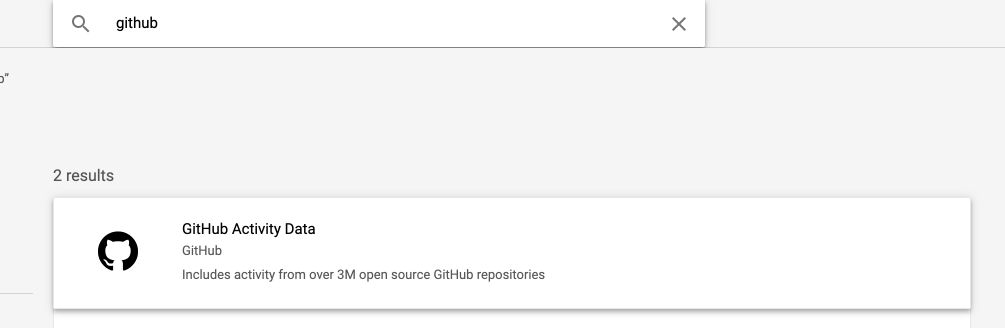 github
2 results
GitHub Activity Data
GitHub
Includes activity from over 3M open source GitHub repositories